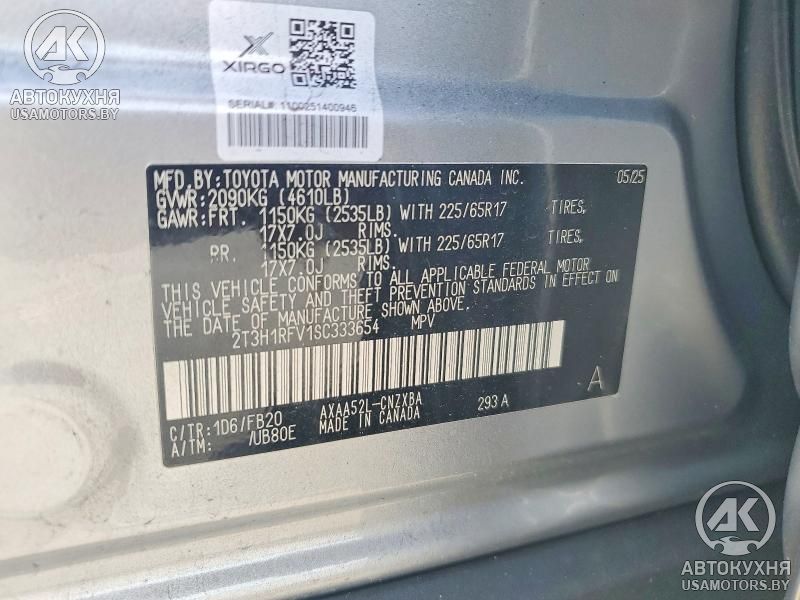 AK
АВТОКУХНЯ
USAMOTORS.BY
XIRGO
SERIAL# 1100251400946
MFD.BY:TOYOTA MOTOR MANUFACTURING CANADA INC. 05/25
GVWR:2090KG (4610LB)
GAWR:FRT. 1150KG (2535LB) WITH 225/65R17 TIRES,
17X7.0J RIMS.
RR. 1150KG (2535LB) WITH 225/65R17 TIRES,
17X7.0J RIMS.
THIS VEHICLE CONFORMS TO ALL APPLICABLE FEDERAL MOTOR
VEHICLE SAFETY AND THEFT PREVENTION STANDARDS IN EFFECT ON
THE DATE OF MANUFACTURE SHOWN ABOVE.
2T3H1RFV1SC333654 MPV
C/TR:1D6/FB20 AXAA52L-CNZXBA 293A A
A/TM: /UB80E MADE IN CANADA
AK
АВТОКУХНЯ
USAMOTORS.BY